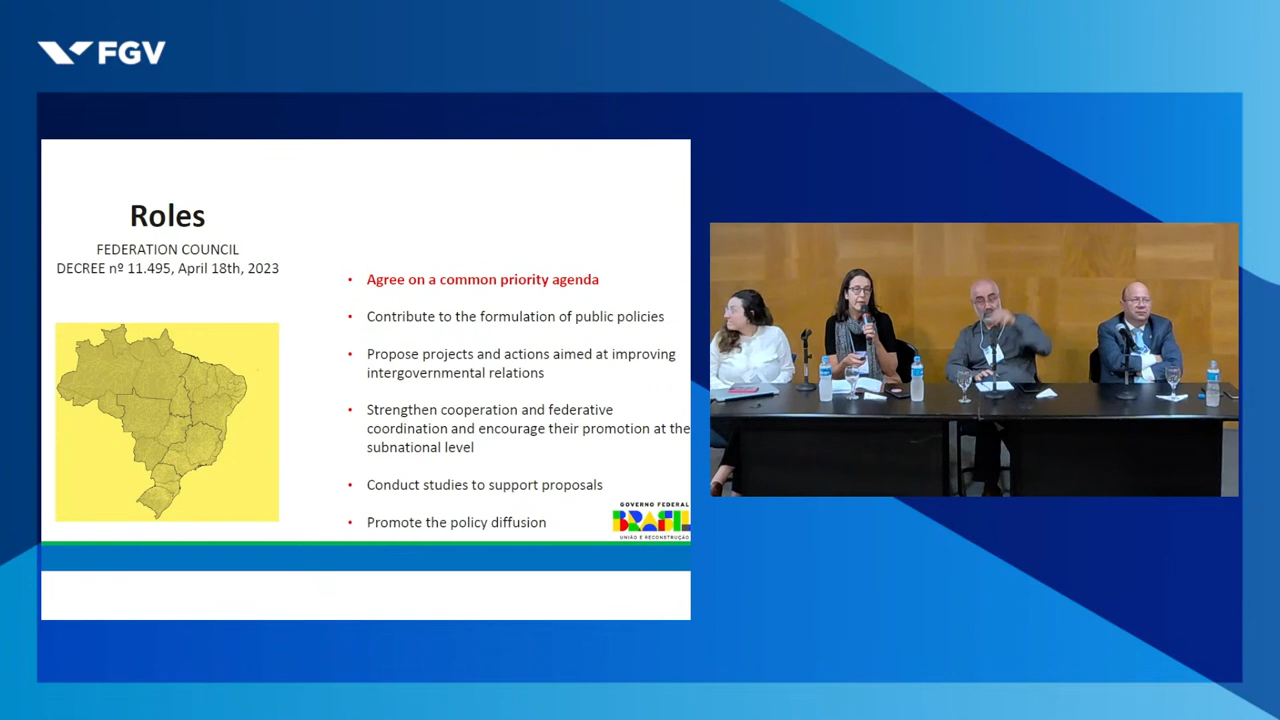 FGV
Roles
FEDERATION COUNCIL
DECREE nº 11.495, April 18th, 2023
• Agree on a common priority agenda
• Contribute to the formulation of public policies
• Propose projects and actions aimed at improving
intergovernmental relations
• Strengthen cooperation and federative
coordination and encourage their promotion at the
subnational level
• Conduct studies to support proposals
• Promote the policy diffusion
GOVERNO FEDERAL
BRASIL
UNIÃO E RECONSTRUÇÃO